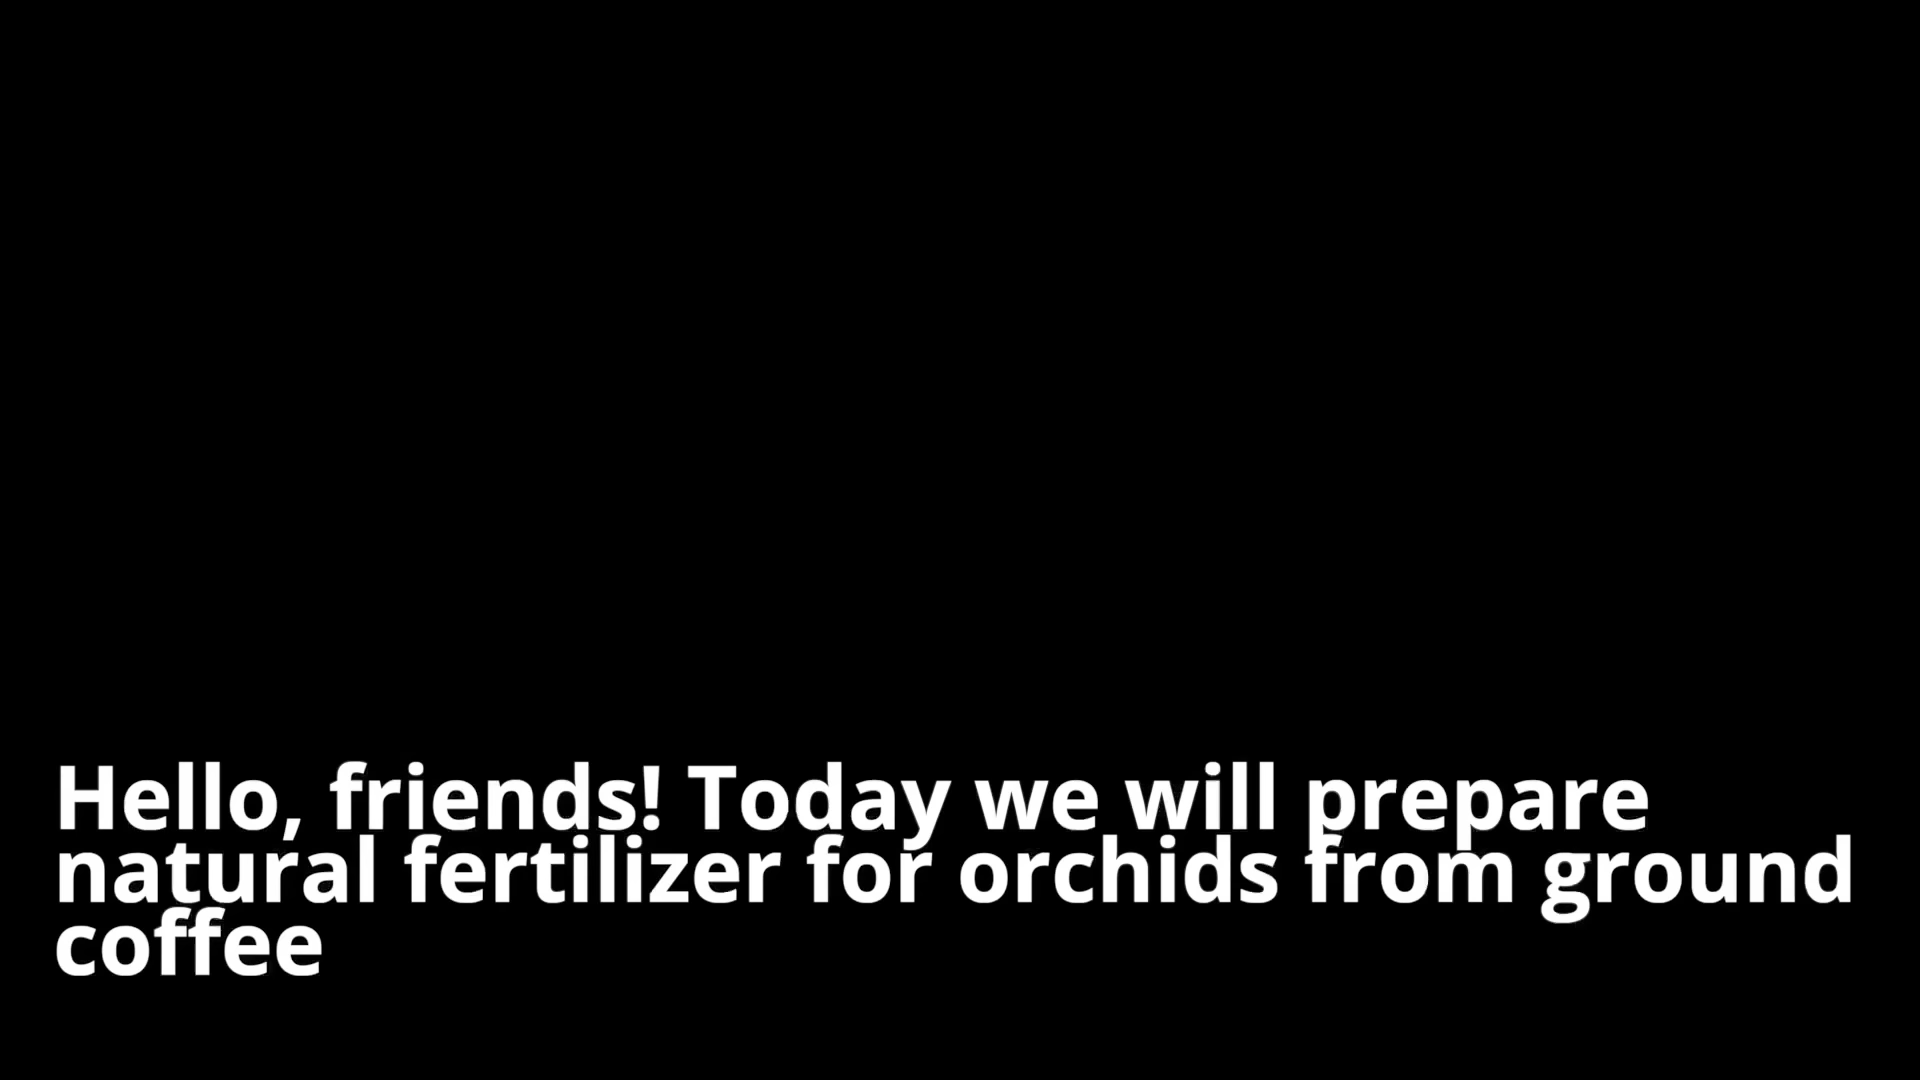 Hello, friends! Today we will prepare
natural fertilizer for orchids from ground
coffee